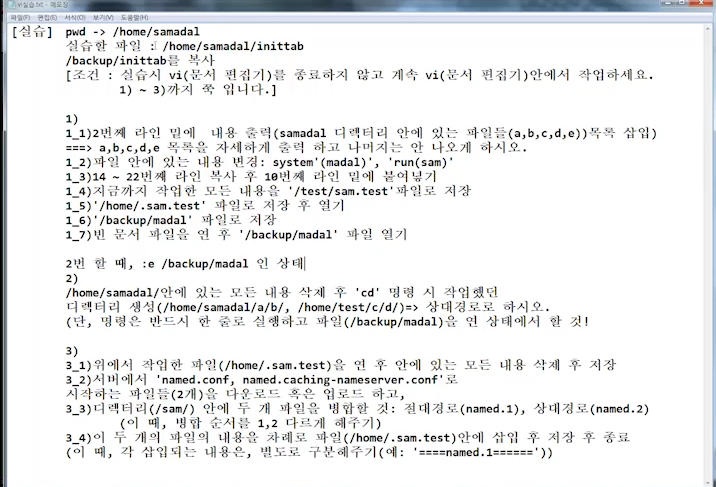 vi실습.txt - 메모장
파일(F) 편집(E) 서식(O) 보기(V) 도움말(H)
[실습] pwd -> /home/samadal
실습할 파일 : /home/samadal/inittab
/backup/inittab를 복사
[조건 : 실습시 vi(문서 편집기)를 종료하지 않고 계속 vi(문서 편집기)안에서 작업하세요.
1) ~ 3)까지 쭉 입니다.]
1)
1_1)2번째 라인 밑에 내용 출력(samadal 디렉터리 안에 있는 파일들(a,b,c,d,e))목록 삽입)
===> a,b,c,d,e 목록을 자세하게 출력 하고 나머지는 안 나오게 하시오.
1_2)파일 안에 있는 내용 변경: system'(madal)', 'run(sam)'
1_3)14 ~ 22번째 라인 복사 후 10번째 라인 밑에 붙여넣기
1_4)지금까지 작업한 모든 내용을 '/test/sam.test'파일로 저장
1_5)'/home/.sam.test' 파일로 저장 후 열기
1_6)'/backup/madal' 파일로 저장
1_7)빈 문서 파일을 연 후 '/backup/madal' 파일 열기
2번 할 때, :e /backup/madal 인 상태
2)
/home/samadal/안에 있는 모든 내용 삭제 후 'cd' 명령 시 작업했던
디렉터리 생성(/home/samadal/a/b/, /home/test/c/d/)=> 상대경로로 하시오.
(단, 명령은 반드시 한 줄로 실행하고 파일(/backup/madal)을 연 상태에서 할 것!
3)
3_1)위에서 작업한 파일(/home/.sam.test)을 연 후 안에 있는 모든 내용 삭제 후 저장
3_2)서버에서 'named.conf, named.caching-nameserver.conf'로
시작하는 파일들(2개)을 다운로드 혹은 업로드 하고,
3_3)디렉터리(/sam/) 안에 두 개 파일을 병합할 것: 절대경로(named.1), 상대경로(named.2)
(이 때, 병합 순서를 1,2 다르게 해주기)
3_4)이 두 개의 파일의 내용을 차례로 파일(/home/.sam.test)안에 삽입 후 저장 후 종료
(이 때, 각 삽입되는 내용은, 별도로 구분해주기(예: '====named.1======'))